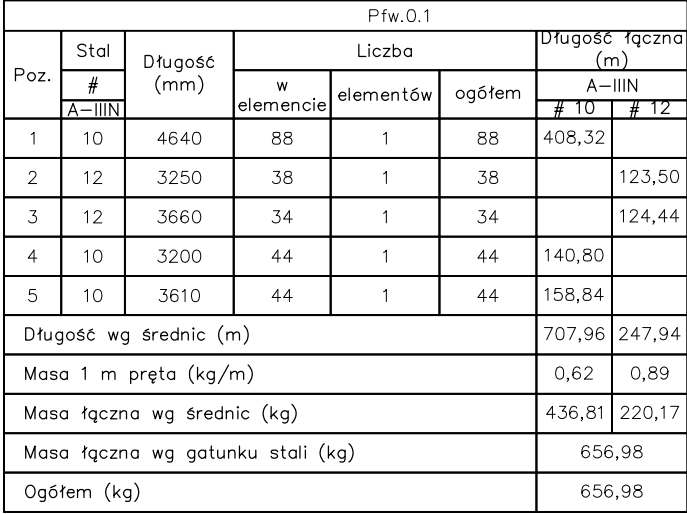 Pfw.0.1
Poz. Stal Długość (mm) Liczba Długość łączna (m)
# w elemencie elementów ogółem A-IIIN
A-IIIN # 10 # 12
1 10 4640 88 1 88 408,32
2 12 3250 38 1 38 123,50
3 12 3660 34 1 34 124,44
4 10 3200 44 1 44 140,80
5 10 3610 44 1 44 158,84
Długość wg średnic (m) 707,96 247,94
Masa 1 m pręta (kg/m) 0,62 0,89
Masa łączna wg średnic (kg) 436,81 220,17
Masa łączna wg gatunku stali (kg) 656,98
Ogółem (kg) 656,98